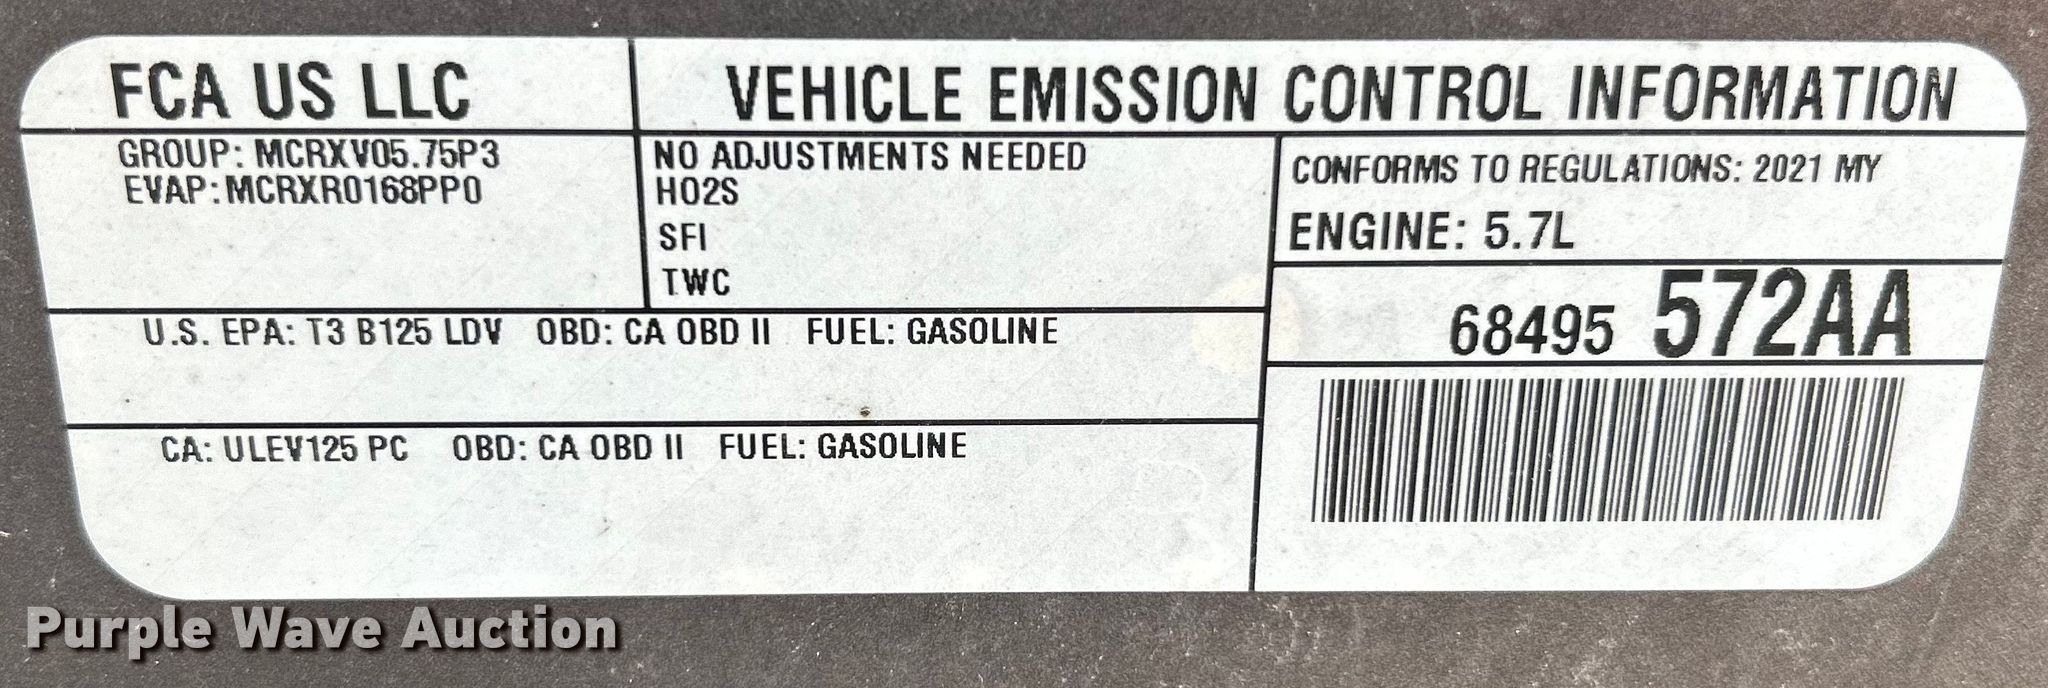 FCA US LLC
VEHICLE EMISSION CONTROL INFORMATION
GROUP: MCRXV05.75P3
EVAP: MCRXR0168PP0
NO ADJUSTMENTS NEEDED
HO2S
SFI
TWC
CONFORMS TO REGULATIONS: 2021 MY
ENGINE: 5.7L
68495 572AA
U.S. EPA: T3 B125 LDV OBD: CA OBD II FUEL: GASOLINE
CA: ULEV125 PC OBD: CA OBD II FUEL: GASOLINE
Purple Wave Auction